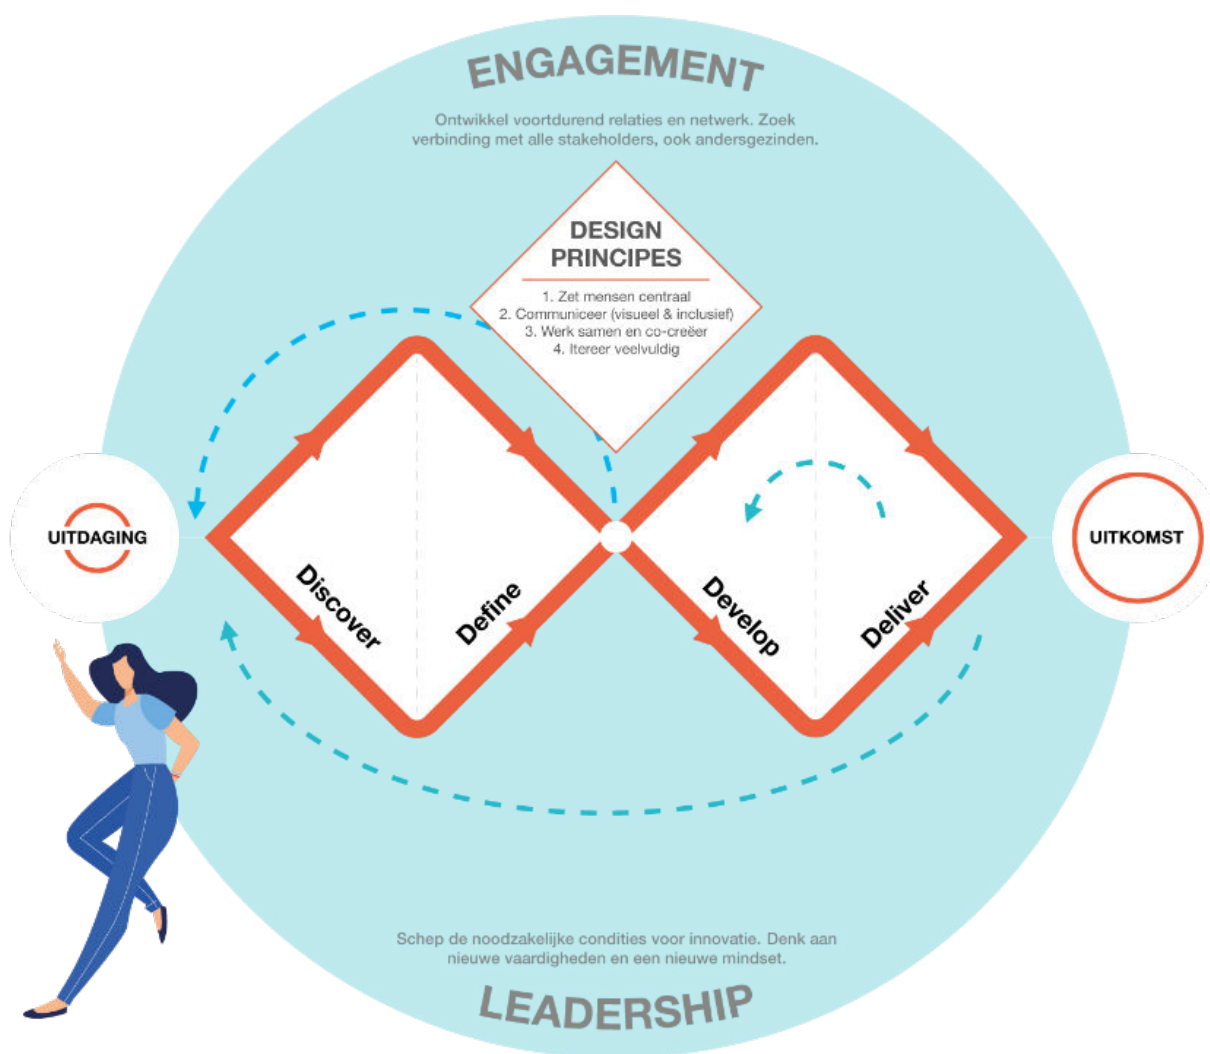 ENGAGEMENT
Ontwikkel voortdurend relaties en netwerk. Zoek
verbinding met alle stakeholders, ook andersgezinden.
DESIGN
PRINCIPES
1. Zet mensen centraal
2. Communiceer (visueel & inclusief)
3. Werk samen en co-creëer
4. Itereer veelvuldig
UITDAGING
Discover
Define
Develop
Deliver
UITKOMST
Schep de noodzakelijke condities voor innovatie. Denk aan
nieuwe vaardigheden en een nieuwe mindset.
LEADERSHIP